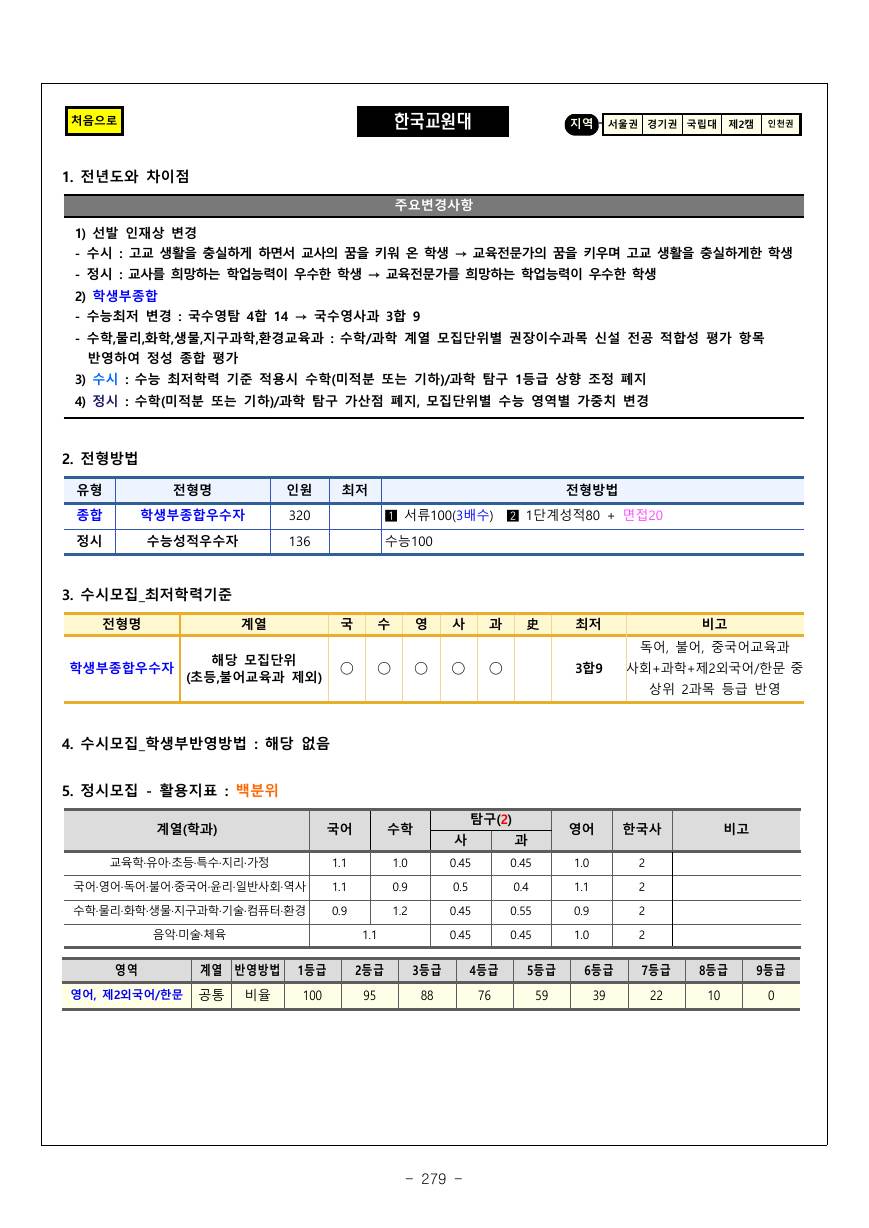 처음으로
한국교원대
지역 서울권 경기권 국립대 제2캠 인천권
1. 전년도와 차이점
주요변경사항
1) 선발 인재상 변경
- 수시 : 고교 생활을 충실하게 하면서 교사의 꿈을 키워 온 학생 → 교육전문가의 꿈을 키우며 고교 생활을 충실하게한 학생
- 정시 : 교사를 희망하는 학업능력이 우수한 학생 → 교육전문가를 희망하는 학업능력이 우수한 학생
2) 학생부종합
- 수능최저 변경 : 국수영탐 4합 14 → 국수영사과 3합 9
- 수학,물리,화학,생물,지구과학,환경교육과 : 수학/과학 계열 모집단위별 권장이수과목 신설 전공 적합성 평가 항목
반영하여 정성 종합 평가
3) 수시 : 수능 최저학력 기준 적용시 수학(미적분 또는 기하)/과학 탐구 1등급 상향 조정 폐지
4) 정시 : 수학(미적분 또는 기하)/과학 탐구 가산점 폐지, 모집단위별 수능 영역별 가중치 변경
2. 전형방법
유형 전형명 인원 최저 전형방법
종합 학생부종합우수자 320 1 서류100(3배수) 2 1단계성적80 + 면접20
정시 수능성적우수자 136 수능100
3. 수시모집_최저학력기준
전형명 계열 국 수 영 사 과 史 최저 비고
독어, 불어, 중국어교육과
해당 모집단위
학생부종합우수자 ○ ○ ○ ○ ○ 3합9 사회+과학+제2외국어/한문 중
(초등,불어교육과 제외)
상위 2과목 등급 반영
4. 수시모집_학생부반영방법 : 해당 없음
5. 정시모집 - 활용지표 : 백분위
계열(학과) 국어 수학 탐구(2) 영어 한국사 비고
사 과
교육학·유아·초등·특수·지리·가정 1.1 1.0 0.45 0.45 1.0 2
국어·영어·독어·불어·중국어·윤리·일반사회·역사 1.1 0.9 0.5 0.4 1.1 2
수학·물리·화학·생물·지구과학·기술·컴퓨터·환경 0.9 1.2 0.45 0.55 0.9 2
음악·미술·체육 1.1 0.45 0.45 1.0 2
영역 계열 반영방법 1등급 2등급 3등급 4등급 5등급 6등급 7등급 8등급 9등급
영어, 제2외국어/한문 공통 비율 100 95 88 76 59 39 22 10 0
- 279 -